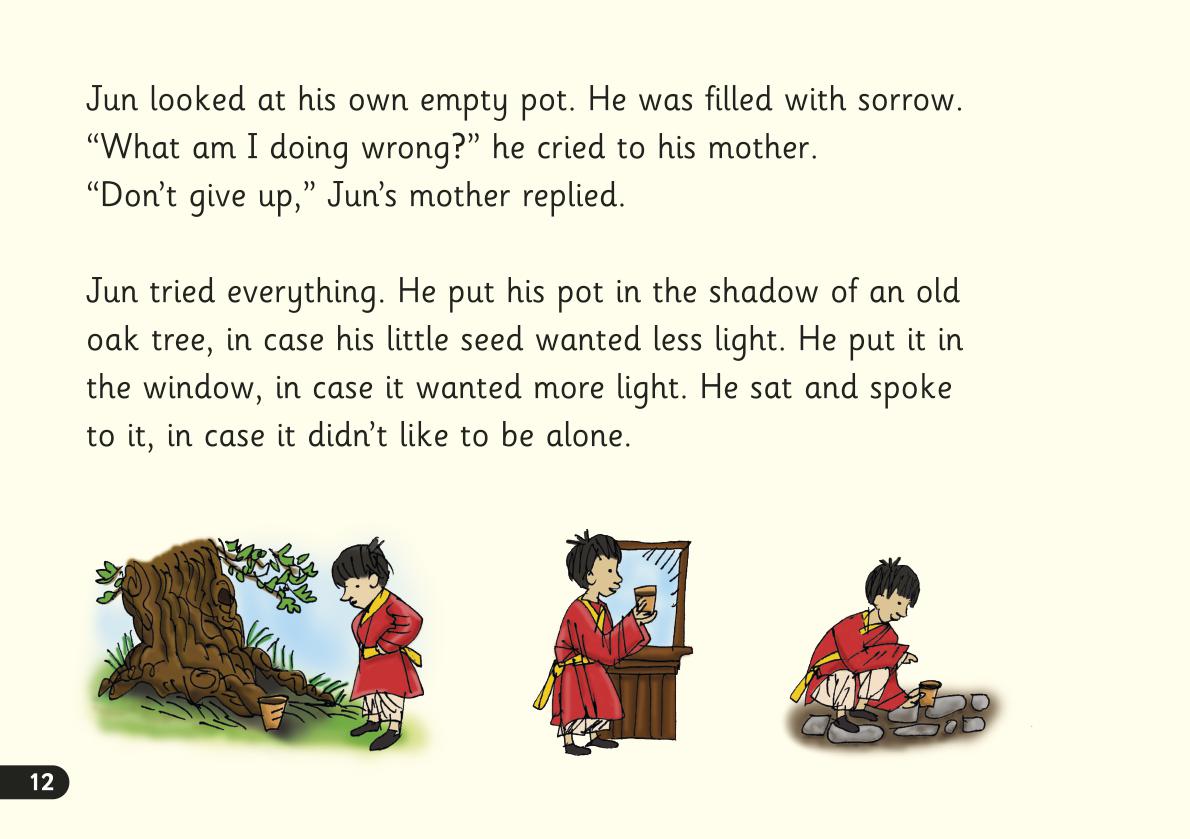 Jun looked at his own empty pot. He was filled with sorrow.
“What am I doing wrong?” he cried to his mother.
“Don’t give up,” Jun’s mother replied.
Jun tried everything. He put his pot in the shadow of an old
oak tree, in case his little seed wanted less light. He put it in
the window, in case it wanted more light. He sat and spoke
to it, in case it didn’t like to be alone.
12